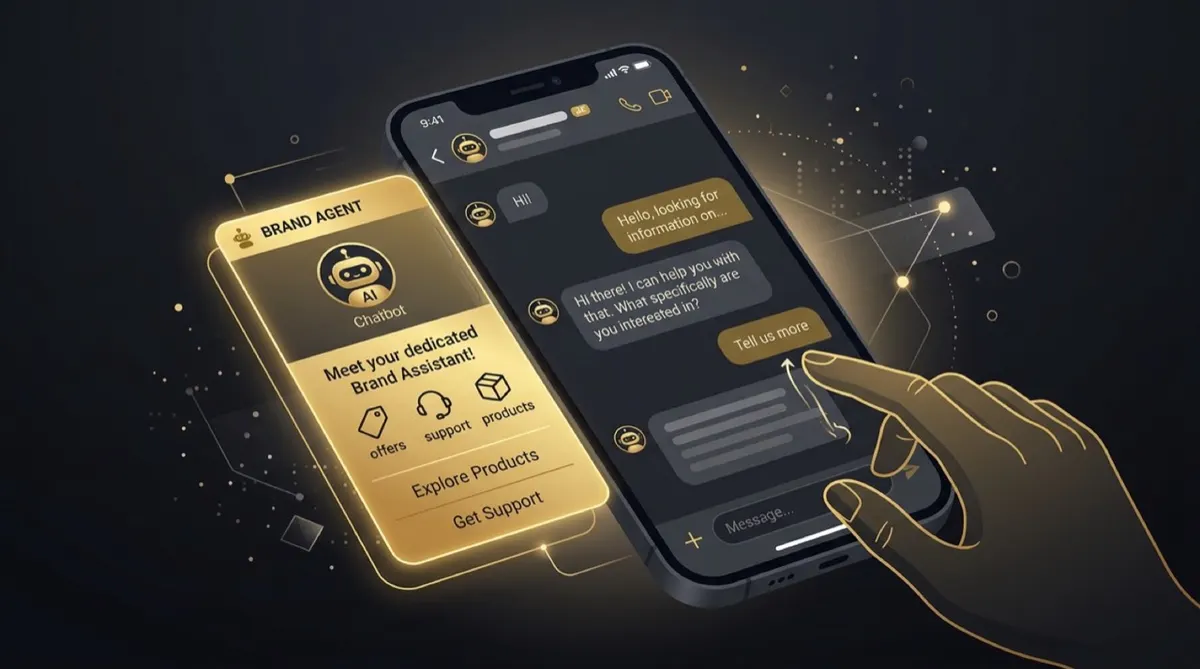 BRAND AGENT
AI
Chatbot
Meet your dedicated
Brand Assistant!
offers
support
products
Explore Products
Get Support
9:41
HI!
Hello, looking for
information on...
Hi there! I can help you with
that. What specifically are
you interested in?
Tell us more
Message...